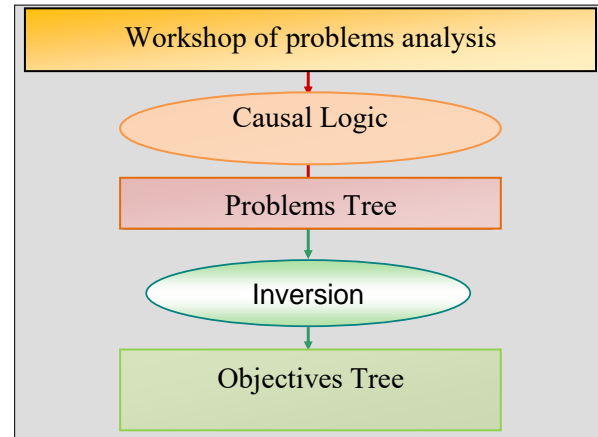 Workshop of problems analysis
Causal Logic
Problems Tree
Inversion
Objectives Tree